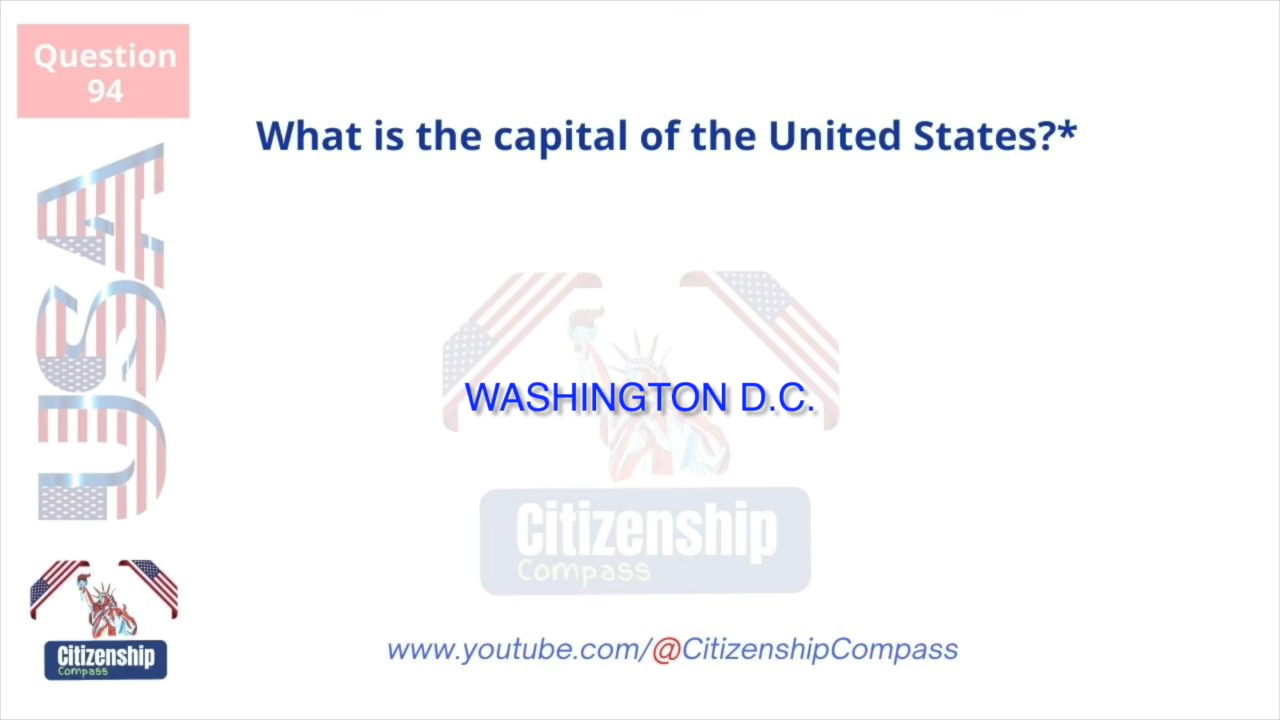 Question
94
What is the capital of the United States?*
WASHINGTON D.C.
Citizenship
Compass
USA
Citizenship
Compass
www.youtube.com/@CitizenshipCompass